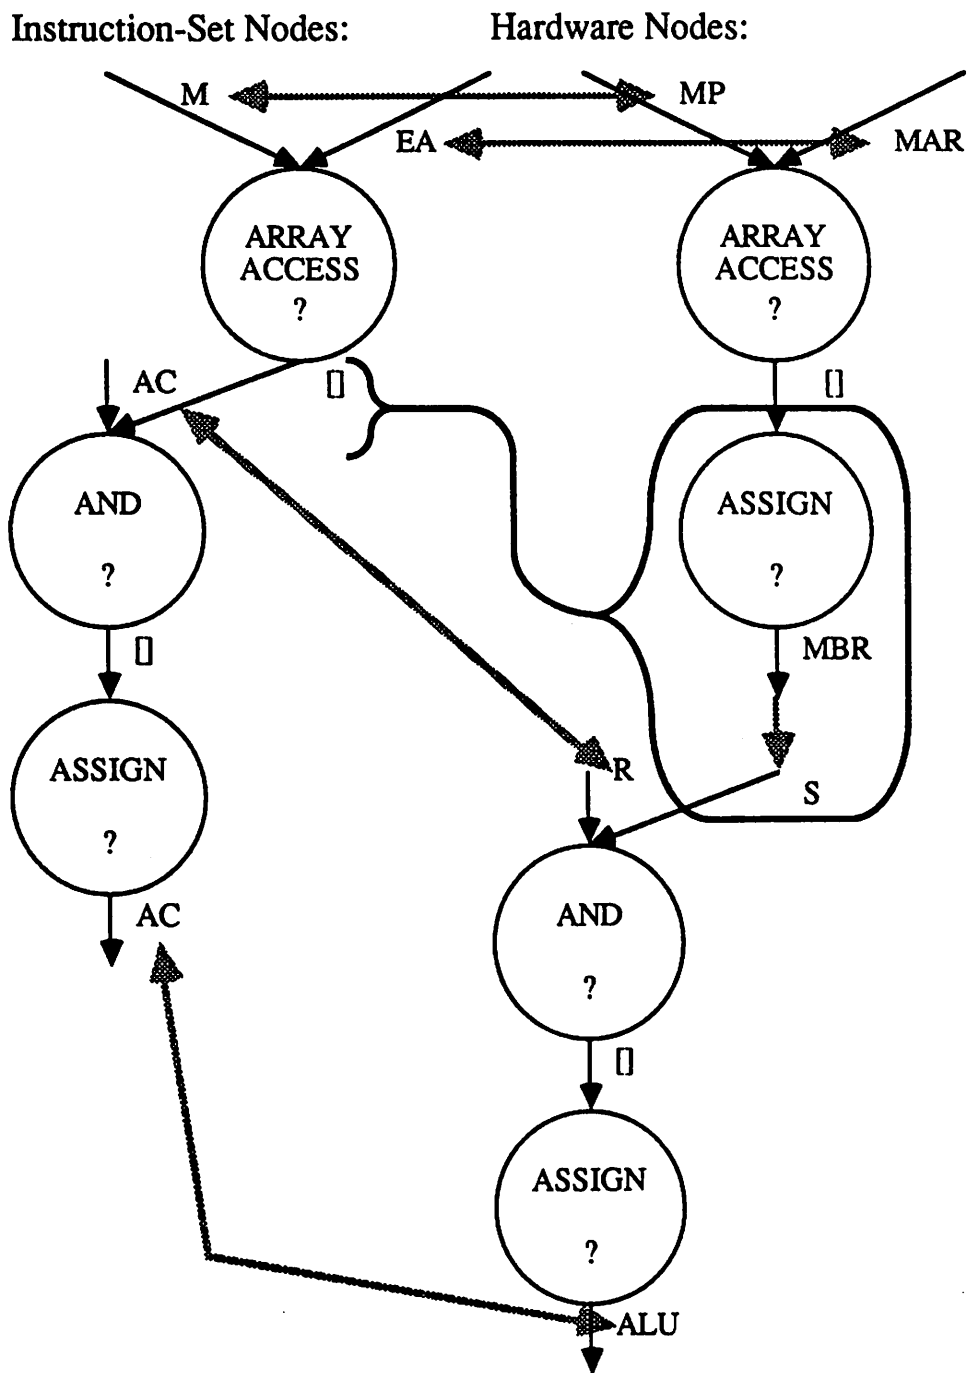 Instruction-Set Nodes: Hardware Nodes:
M MP
EA MAR
ARRAY ACCESS ?
ARRAY ACCESS ?
AC [] []
AND ?
ASSIGN ?
[] MBR
ASSIGN ?
R S
AC
AND ?
[]
ASSIGN ?
ALU